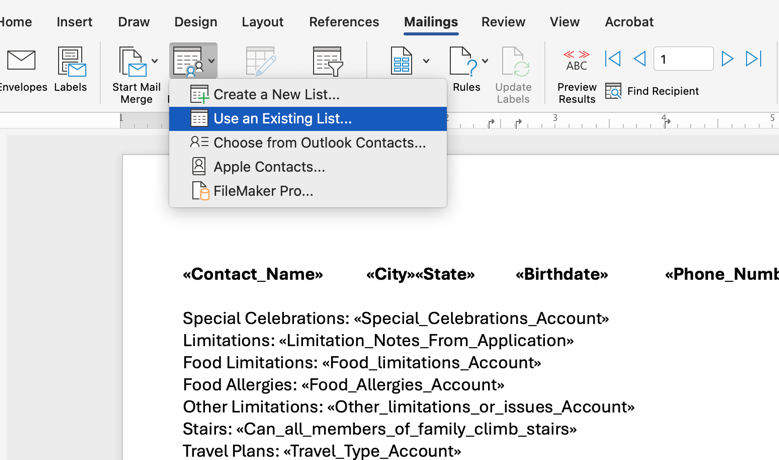 Home Insert Draw Design Layout References Mailings Review View Acrobat
Envelopes Labels Start Mail Merge Rules Update Labels ABC Preview Results 1 Find Recipient
1 2 3 4 5
Create a New List...
Use an Existing List...
Choose from Outlook Contacts...
Apple Contacts...
FileMaker Pro...
«Contact_Name» «City»«State» «Birthdate» «Phone_Numb
Special Celebrations: «Special_Celebrations_Account»
Limitations: «Limitation_Notes_From_Application»
Food Limitations: «Food_limitations_Account»
Food Allergies: «Food_Allergies_Account»
Other Limitations: «Other_limitations_or_issues_Account»
Stairs: «Can_all_members_of_family_climb_stairs»
Travel Plans: «Travel_Type_Account»